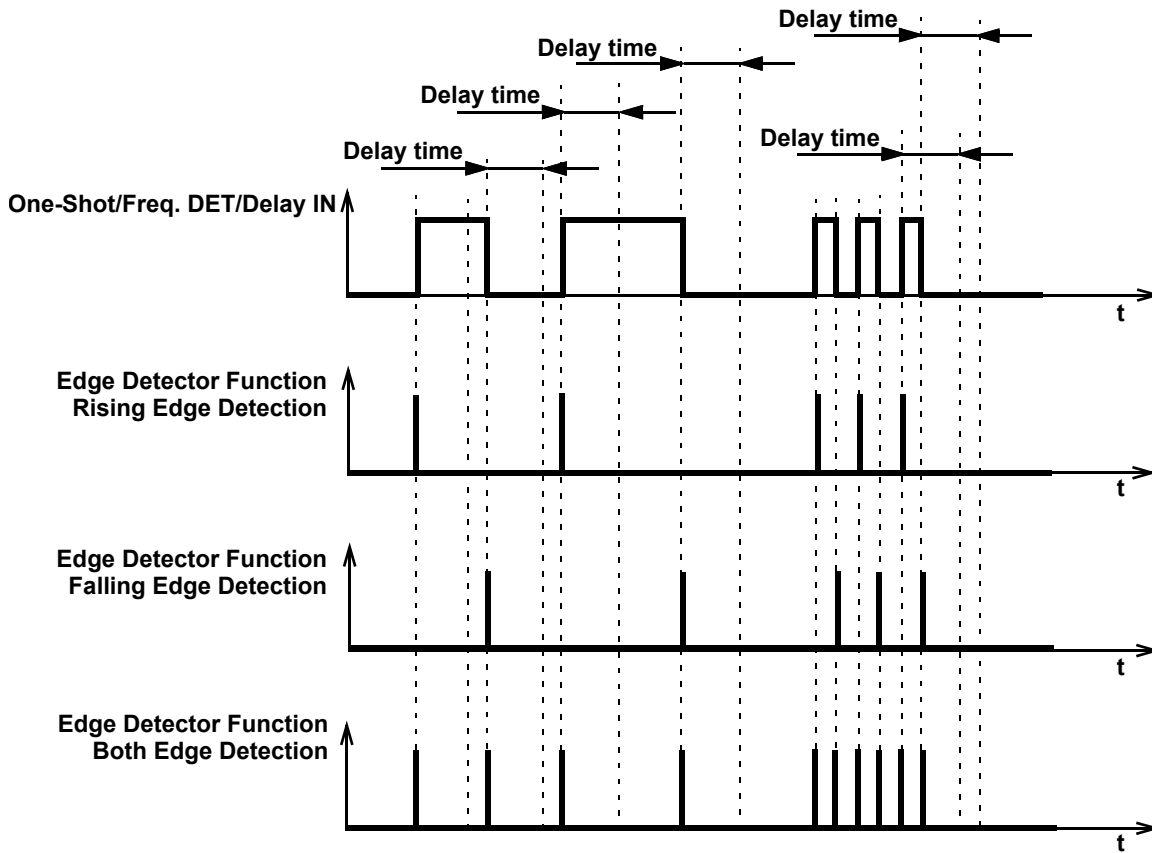 Delay time
Delay time
Delay time
Delay time
Delay time
One-Shot/Freq. DET/Delay IN
t
Edge Detector Function
Rising Edge Detection
t
Edge Detector Function
Falling Edge Detection
t
Edge Detector Function
Both Edge Detection
t